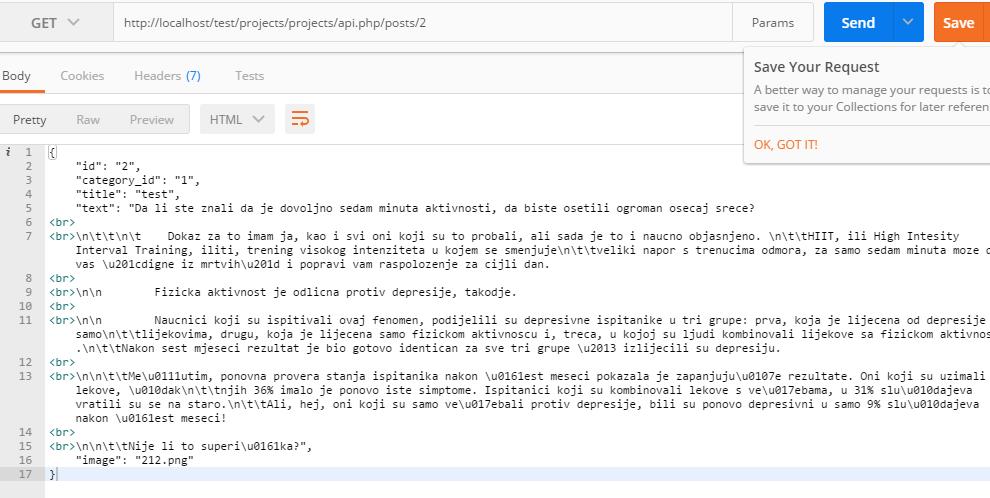 GET http://localhost/test/projects/projects/api.php/posts/2 Params Send Save
Save Your Request
A better way to manage your requests is to
save it to your Collections for later referen
OK, GOT IT!
Body Cookies Headers (7) Tests
Pretty Raw Preview HTML
i 1 {
2 "id": "2",
3 "category_id": "1",
4 "title": "test",
5 "text": "Da li ste znali da je dovoljno sedam minuta aktivnosti, da biste osetili ogroman osecaj srece?
6 <br>
7 <br>\n\t\t\n\t Dokaz za to imam ja, kao i svi oni koji su to probali, ali sada je to i naucno objasnjeno. \n\t\tHIIT, ili High Intesity
Interval Training, iliti, trening visokog intenziteta u kojem se smenjuje\n\t\tveliki napor s trenucima odmora, za samo sedam minuta moze
vas \u201cdigne iz mrtvih\u201d i popravi vam raspolozenje za cijli dan.
8 <br>
9 <br>\n\n Fizicka aktivnost je odlicna protiv depresije, takodje.
10 <br>
11 <br>\n\n Naucnici koji su ispitivali ovaj fenomen, podijelili su depresivne ispitanike u tri grupe: prva, koja je lijecena od depresije
samo\n\t\tlijekovima, drugu, koja je lijecena samo fizickom aktivnoscu i, treca, u kojoj su ljudi kombinovali lijekove sa fizickom aktivnos
.\n\t\tNakon sest mjeseci rezultat je bio gotovo identican za sve tri grupe \u2013 izlijecili su depresiju.
12 <br>
13 <br>\n\n\t\tMe\u0111utim, ponovna provera stanja ispitanika nakon \u0161est meseci pokazala je zapanjuju\u0107e rezultate. Oni koji su uzimali
lekove, \u010dak\n\t\tnjih 36% imalo je ponovo iste simptome. Ispitanici koji su kombinovali lekove s ve\u017ebama, u 31% slu\u010dajeva
vratili su se na staro.\n\t\tAli, hej, oni koji su samo ve\u017ebali protiv depresije, bili su ponovo depresivni u samo 9% slu\u010dajeva
nakon \u0161est meseci!
14 <br>
15 <br>\n\n\t\tNije li to superi\u0161ka?",
16 "image": "212.png"
17 }